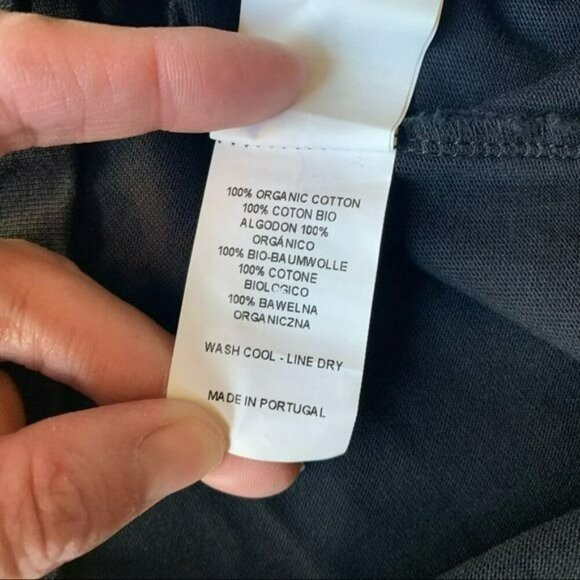 100% ORGANIC COTTON
100% COTON BIO
ALGODON 100%
ORGÁNICO
100% BIO-BAUMWOLLE
100% COTONE
BIOLOGICO
100% BAWELNA
ORGANICZNA
WASH COOL - LINE DRY
MADE IN PORTUGAL